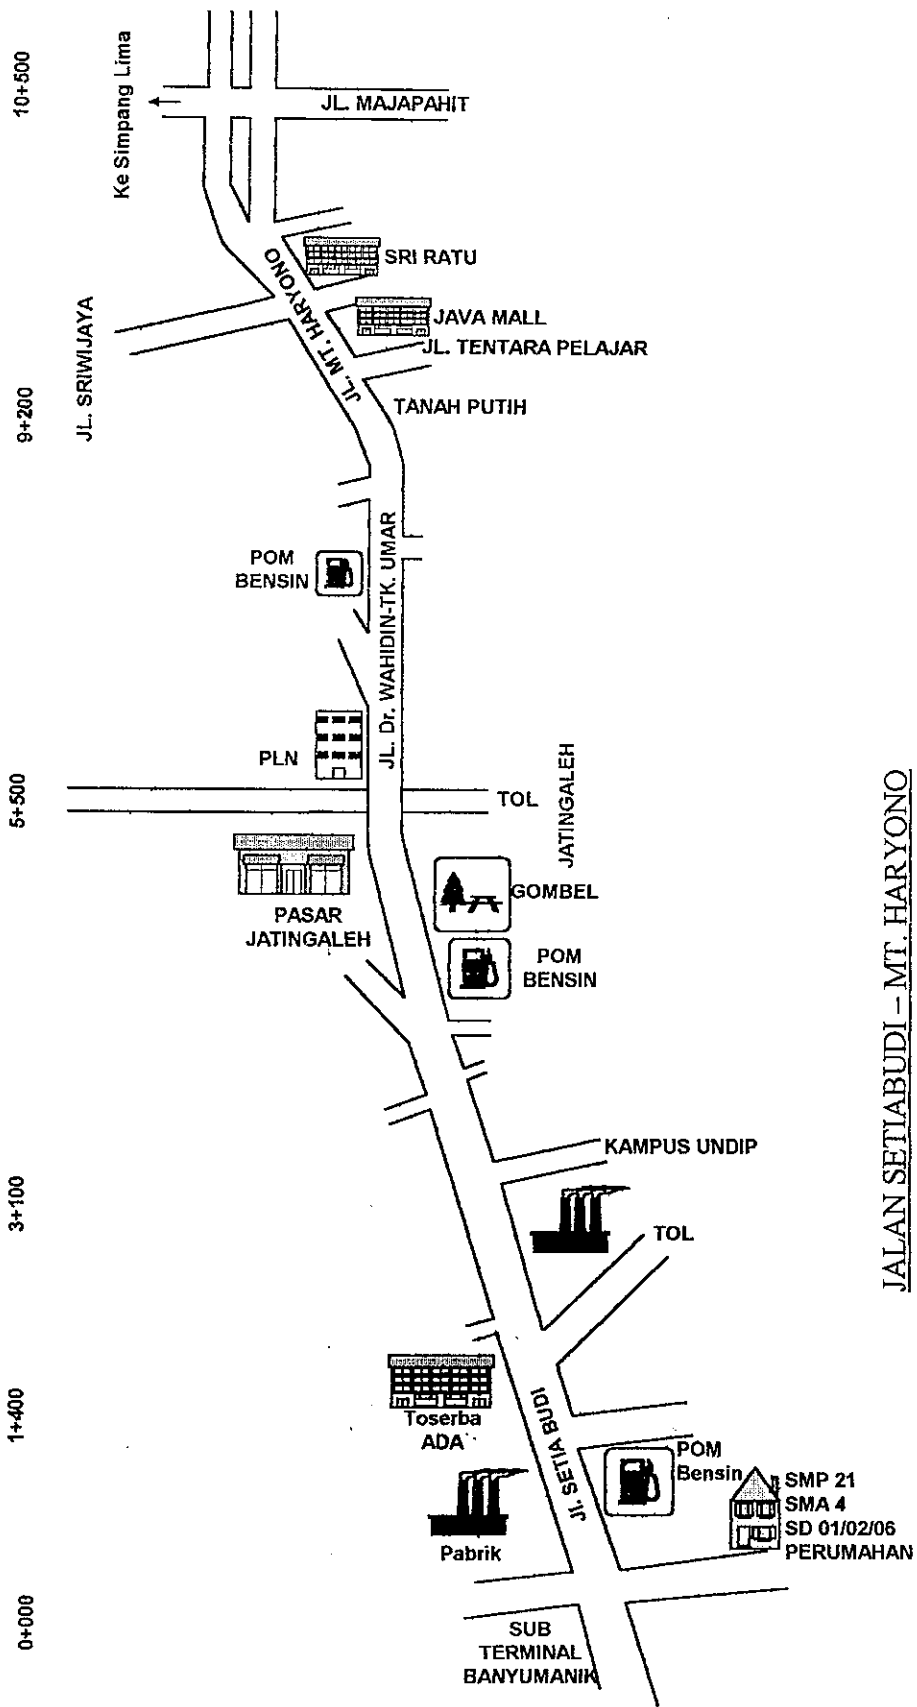 10+500
Ke Simpang Lima
JL. MAJAPAHIT
SRI RATU
JL. MT. HARYONO
JAVA MALL
JL. SRIWIJAYA
JL. TENTARA PELAJAR
9+200
TANAH PUTIH
POM
BENSIN
JL. Dr. WAHIDIN-TK. UMAR
PLN
5+500
TOL
JATINGALEH
GOMBEL
PASAR
JATINGALEH
POM
BENSIN
KAMPUS UNDIP
3+100
TOL
1+400
Toserba
ADA
Jl. SETIA BUDI
POM
Bensin
SMP 21
SMA 4
SD 01/02/06
PERUMAHAN
Pabrik
0+000
SUB
TERMINAL
BANYUMANIK
JALAN SETIABUDI – MT. HARYONO